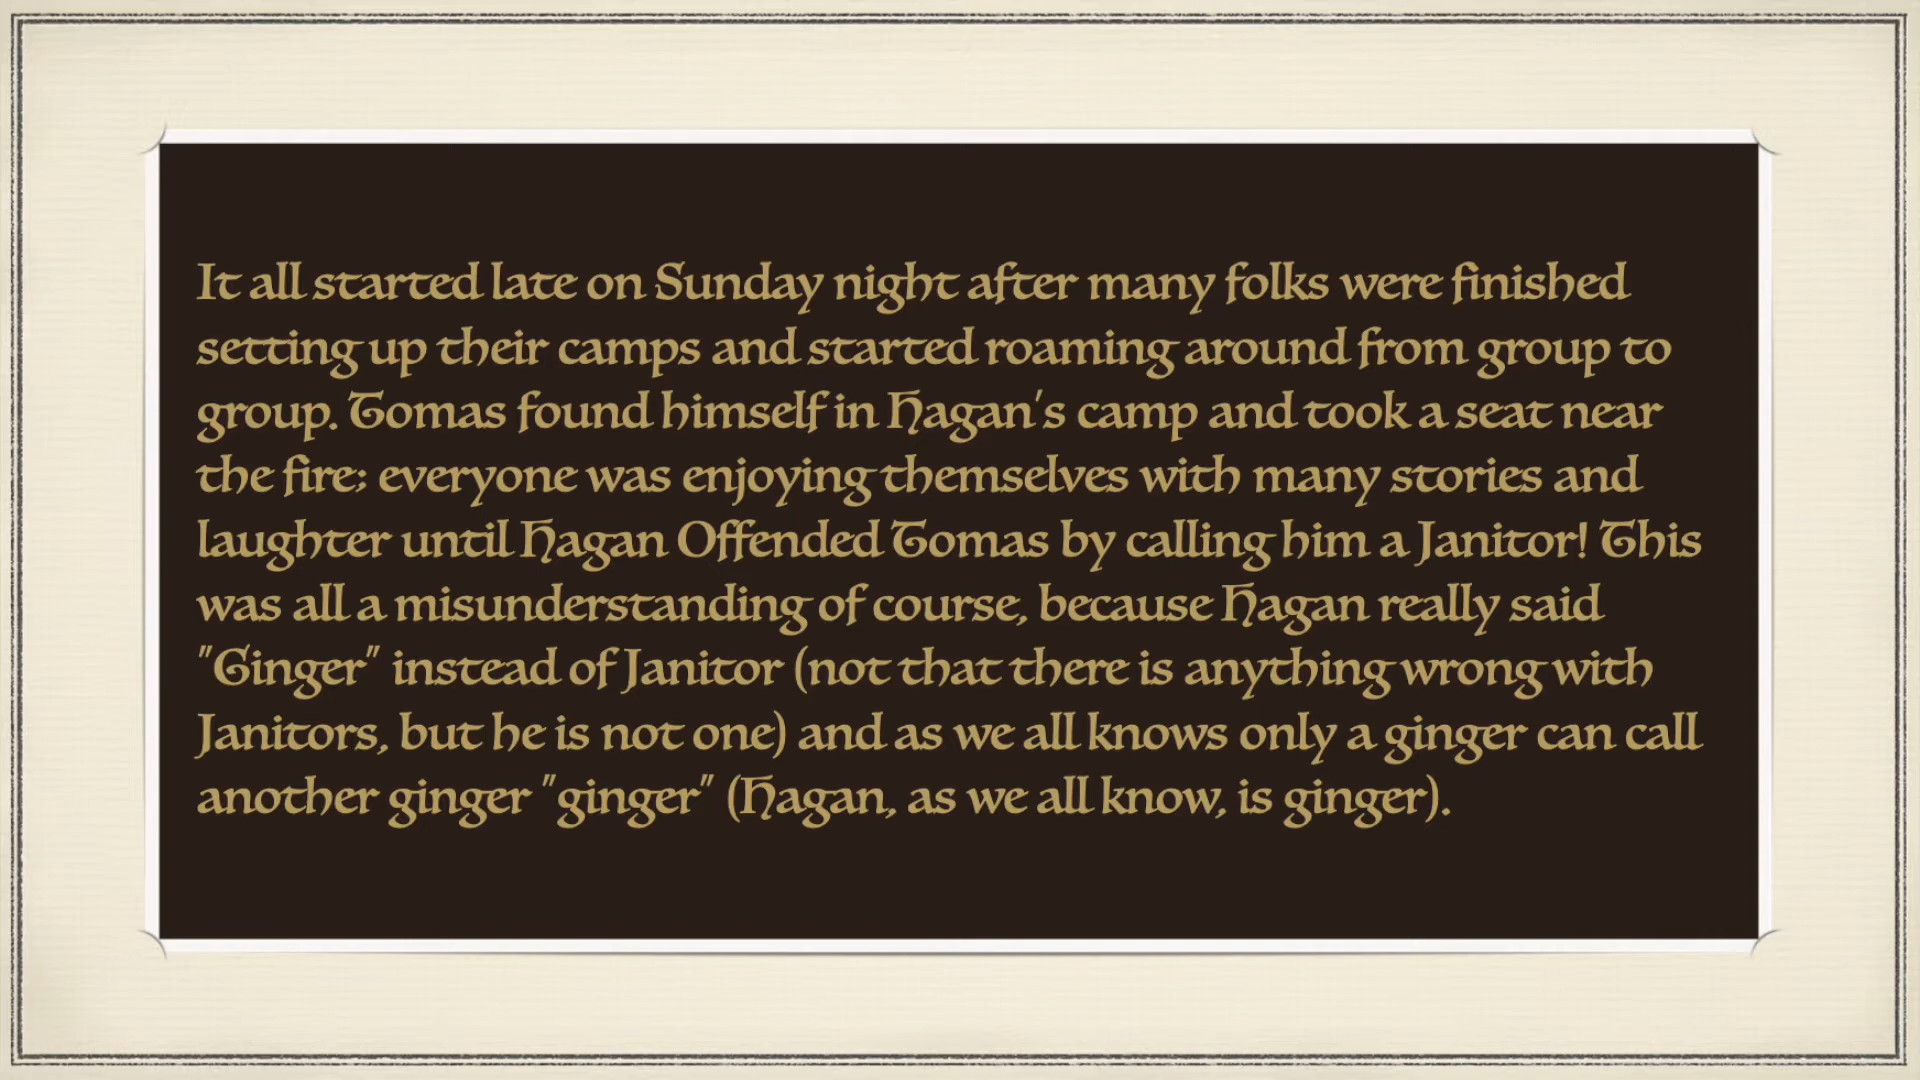 It all started late on Sunday night after many folks were finished
setting up their camps and started roaming around from group to
group. Tomas found himself in Hagan's camp and took a seat near
the fire; everyone was enjoying themselves with many stories and
laughter until Hagan Offended Tomas by calling him a Janitor! This
was all a misunderstanding of course, because Hagan really said
"Ginger" instead of Janitor (not that there is anything wrong with
Janitors, but he is not one) and as we all knows only a ginger can call
another ginger "ginger" (Hagan, as we all know, is ginger).